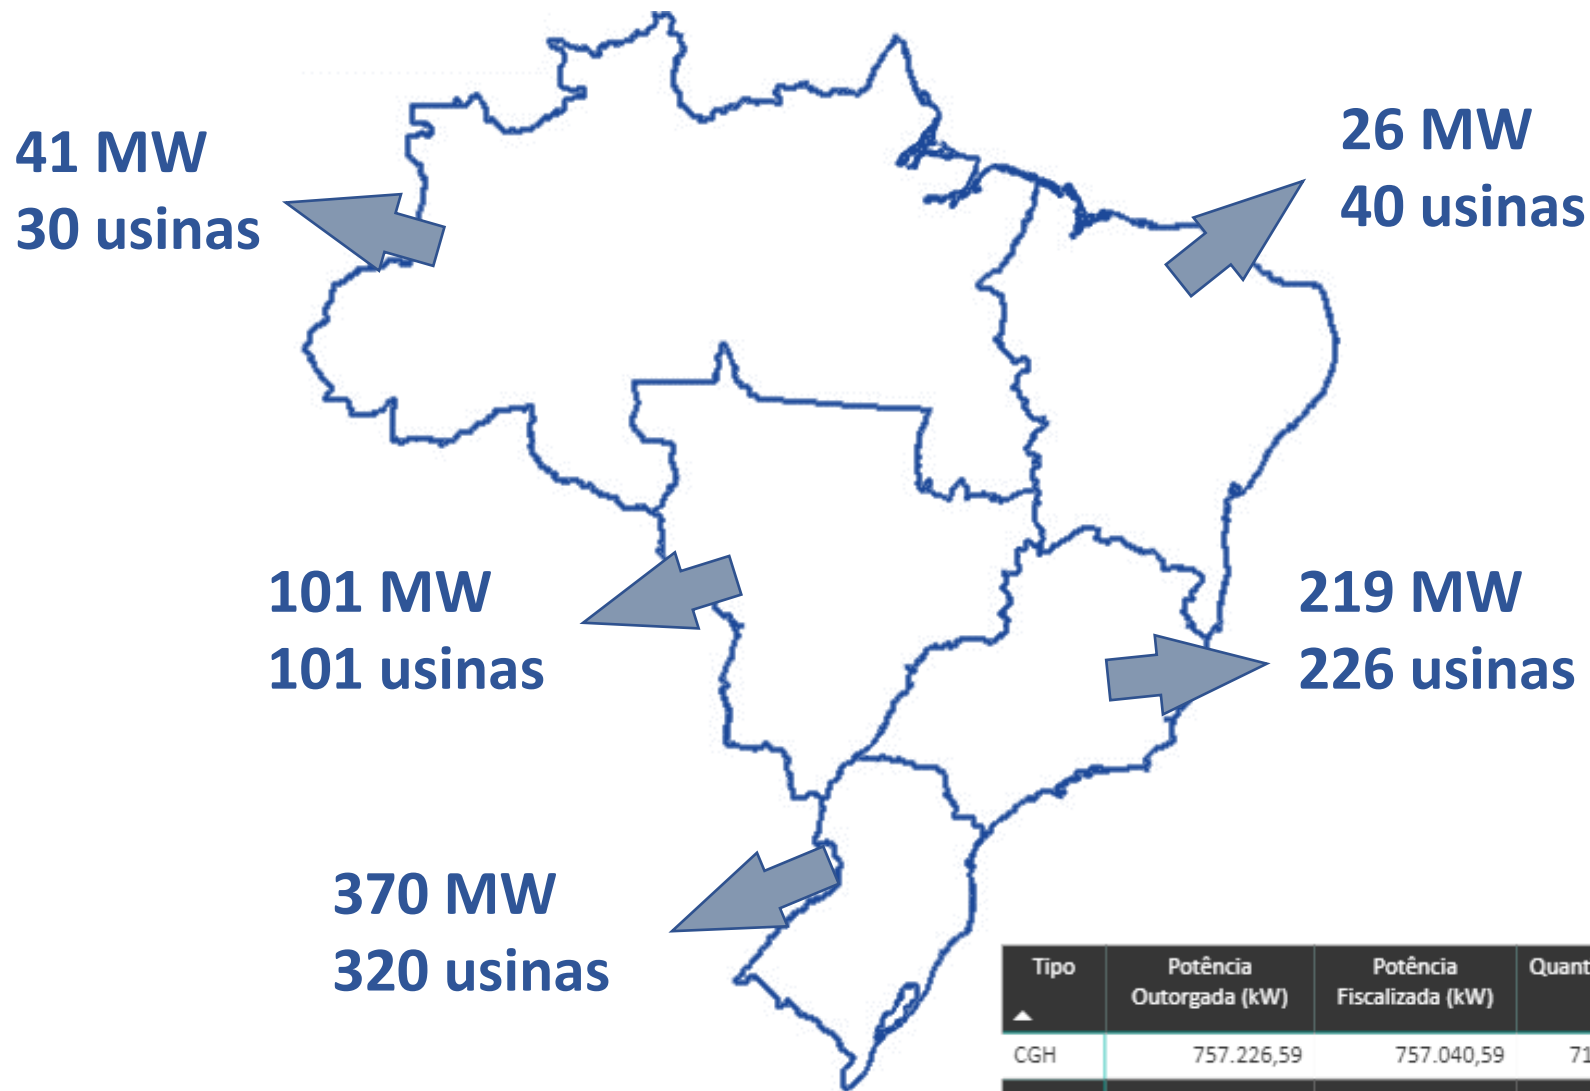 41 MW
30 usinas
26 MW
40 usinas
101 MW
101 usinas
219 MW
226 usinas
370 MW
320 usinas
Tipo Potência Outorgada (kW) Potência Fiscalizada (kW)
CGH 757.226,59 757.040,59